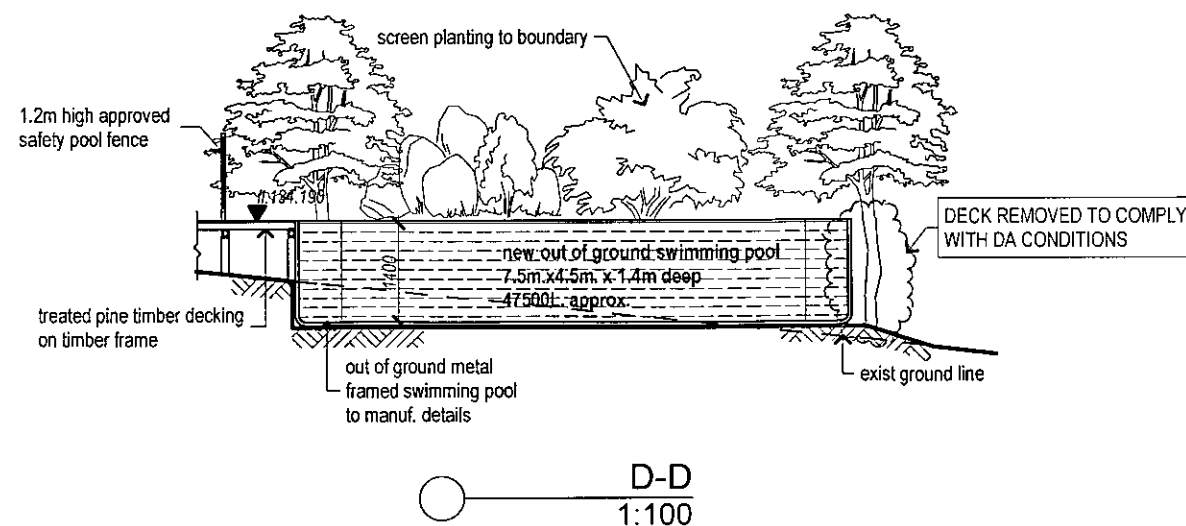 screen planting to boundary
1.2m high approved
safety pool fence
rl.184.190
DECK REMOVED TO COMPLY
WITH DA CONDITIONS
new out of ground swimming pool
7.5m.x4.5m. x 1.4m deep
47500L. approx.
1400
treated pine timber decking
on timber frame
out of ground metal
framed swimming pool
to manuf. details
exist ground line
D-D
1:100